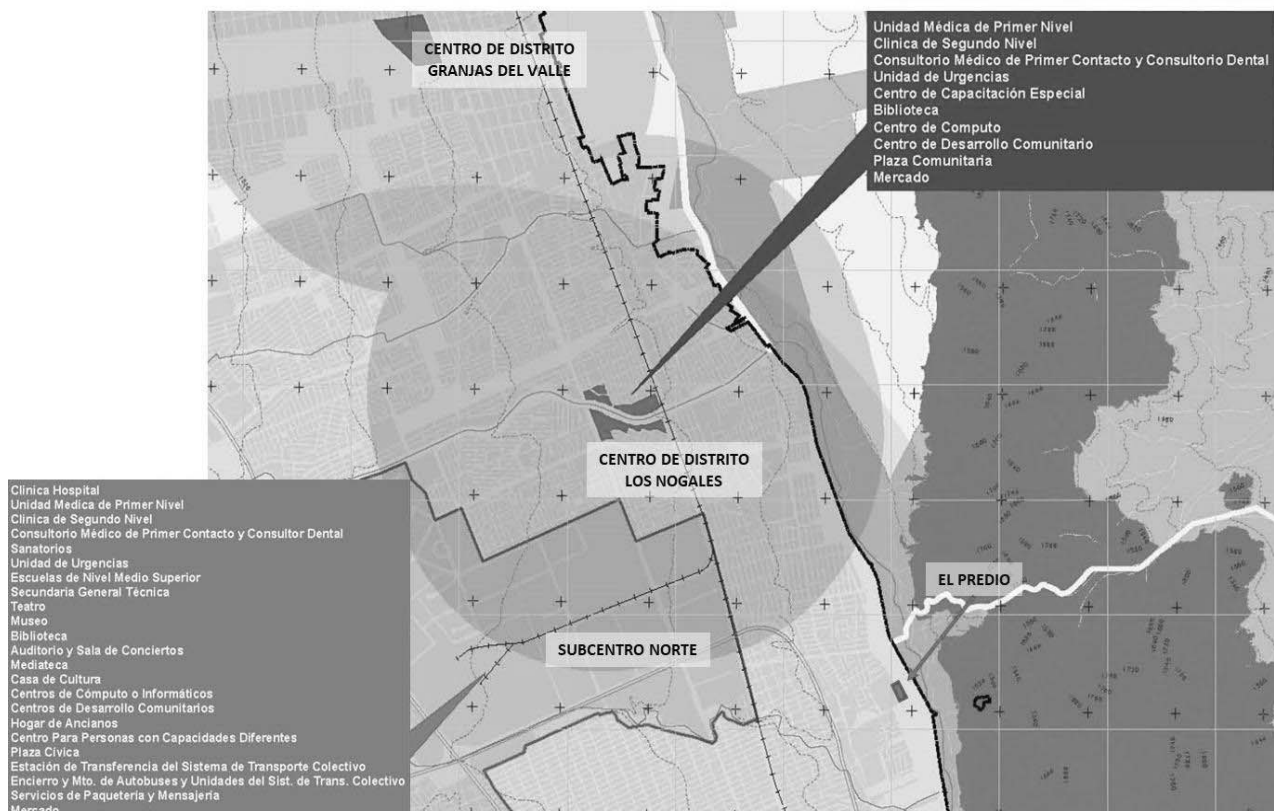 CENTRO DE DISTRITO
GRANJAS DEL VALLE
Unidad Médica de Primer Nivel
Clinica de Segundo Nivel
Consultorio Médico de Primer Contacto y Consultorio Dental
Unidad de Urgencias
Centro de Capacitación Especial
Biblioteca
Centro de Computo
Centro de Desarrollo Comunitario
Plaza Comunitaria
Mercado
CENTRO DE DISTRITO
LOS NOGALES
EL PREDIO
SUBCENTRO NORTE
Clinica Hospital
Unidad Medica de Primer Nivel
Clinica de Segundo Nivel
Consultorio Médico de Primer Contacto y Consultor Dental
Sanatorios
Unidad de Urgencias
Escuelas de Nivel Medio Superior
Secundaria General Técnica
Teatro
Museo
Biblioteca
Auditorio y Sala de Conciertos
Mediateca
Casa de Cultura
Centros de Cómputo o Informáticos
Centros de Desarrollo Comunitarios
Hogar de Ancianos
Centro Para Personas con Capacidades Diferentes
Plaza Cívica
Estación de Transferencia del Sistema de Transporte Colectivo
Encierro y Mto. de Autobuses y Unidades del Sist. de Trans. Colectivo
Servicios de Paquetería y Mensajería
Mercado